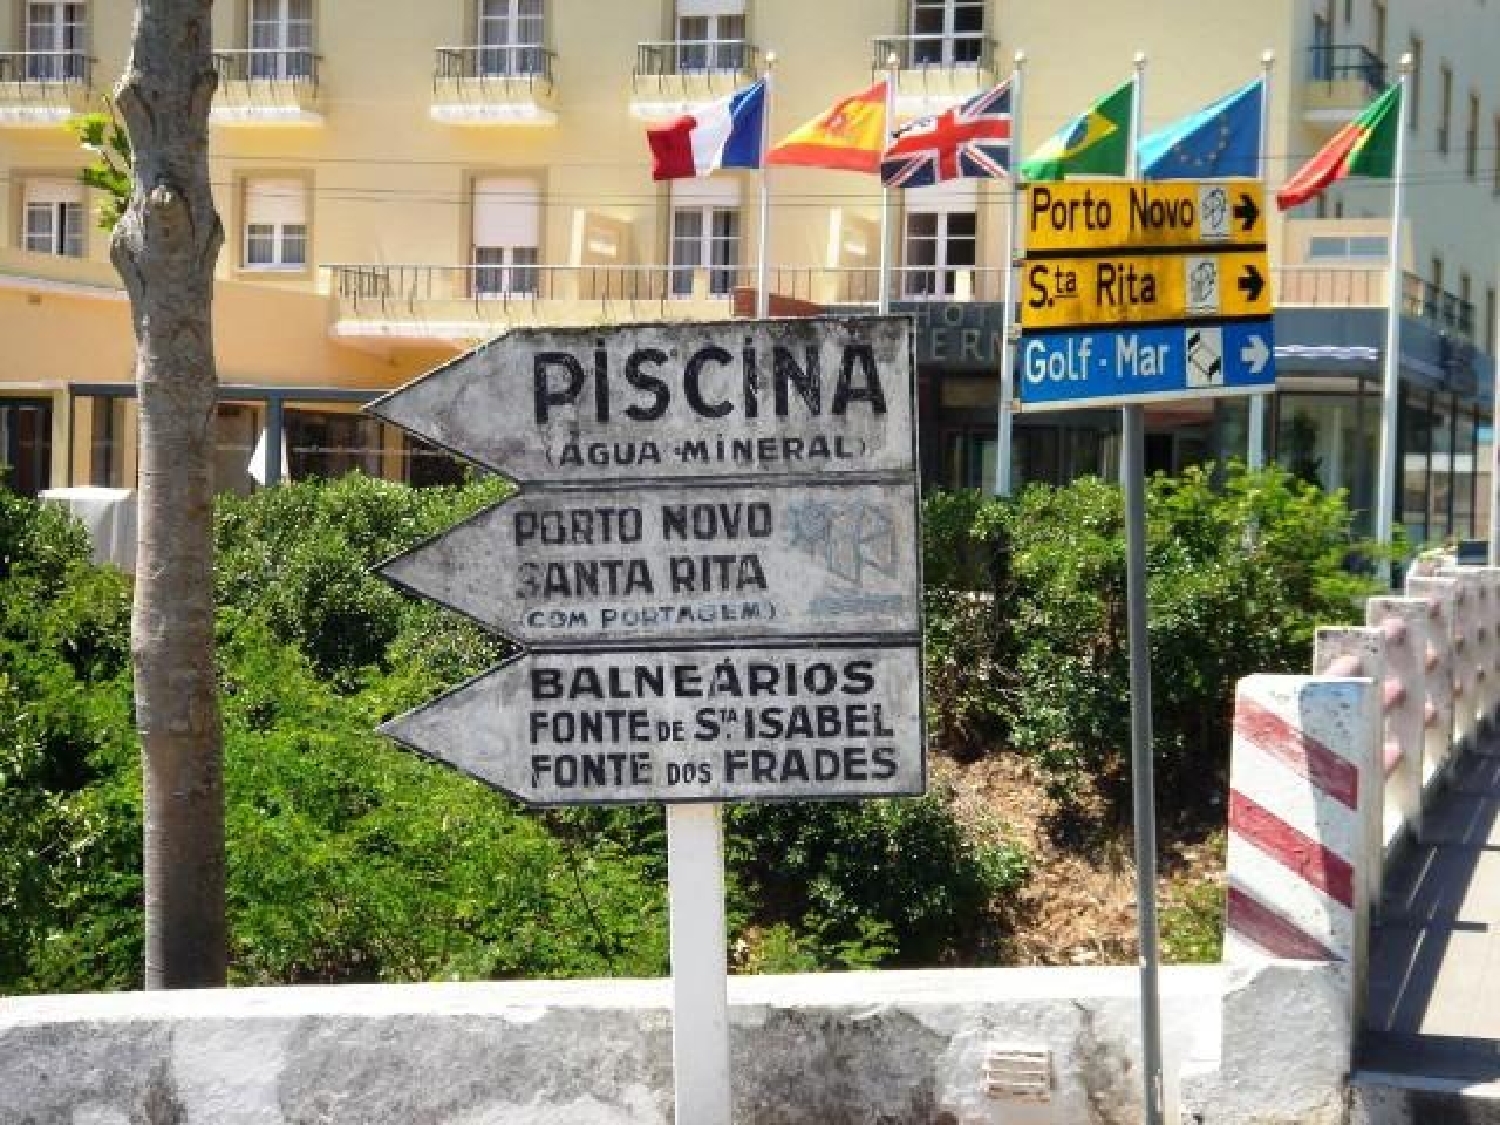 PISCINA
(ÁGUA MINERAL)
PORTO NOVO
SANTA RITA
(COM PORTAGEM)
BALNEÁRIOS
FONTE DE STA ISABEL
FONTE DOS FRADES
Porto Novo
S.ta Rita
Golf - Mar